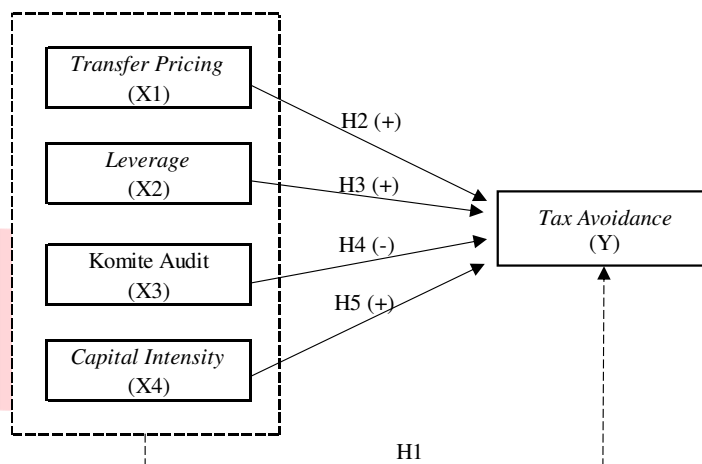 Transfer Pricing
(X1)
H2 (+)
Leverage
(X2)
H3 (+)
Tax Avoidance
(Y)
Komite Audit
(X3)
H4 (-)
H5 (+)
Capital Intensity
(X4)
H1